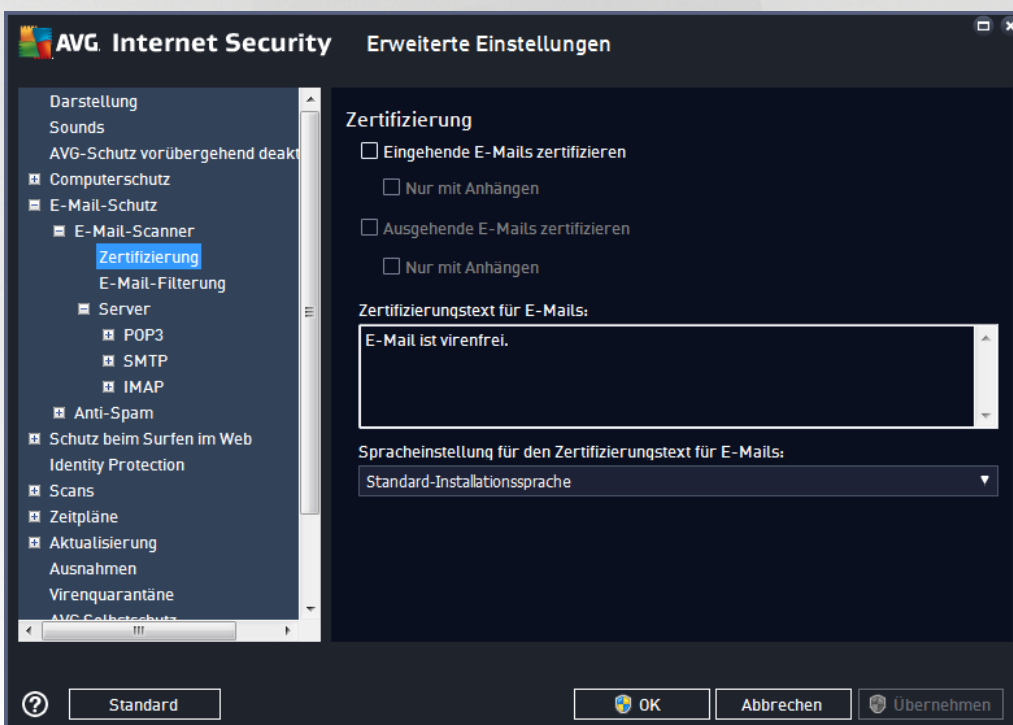 AVG. Internet Security Erweiterte Einstellungen
Darstellung
Sounds
AVG-Schutz vorübergehend deakt
Computerschutz
E-Mail-Schutz
E-Mail-Scanner
Zertifizierung
E-Mail-Filterung
Server
POP3
SMTP
IMAP
Anti-Spam
Schutz beim Surfen im Web
Identity Protection
Scans
Zeitpläne
Aktualisierung
Ausnahmen
Virenquarantäne
AVG Selbstschutz
Zertifizierung
Eingehende E-Mails zertifizieren
Nur mit Anhängen
Ausgehende E-Mails zertifizieren
Nur mit Anhängen
Zertifizierungstext für E-Mails:
E-Mail ist virenfrei.
Spracheinstellung für den Zertifizierungstext für E-Mails:
Standard-Installationssprache
Standard
OK
Abbrechen
Übernehmen